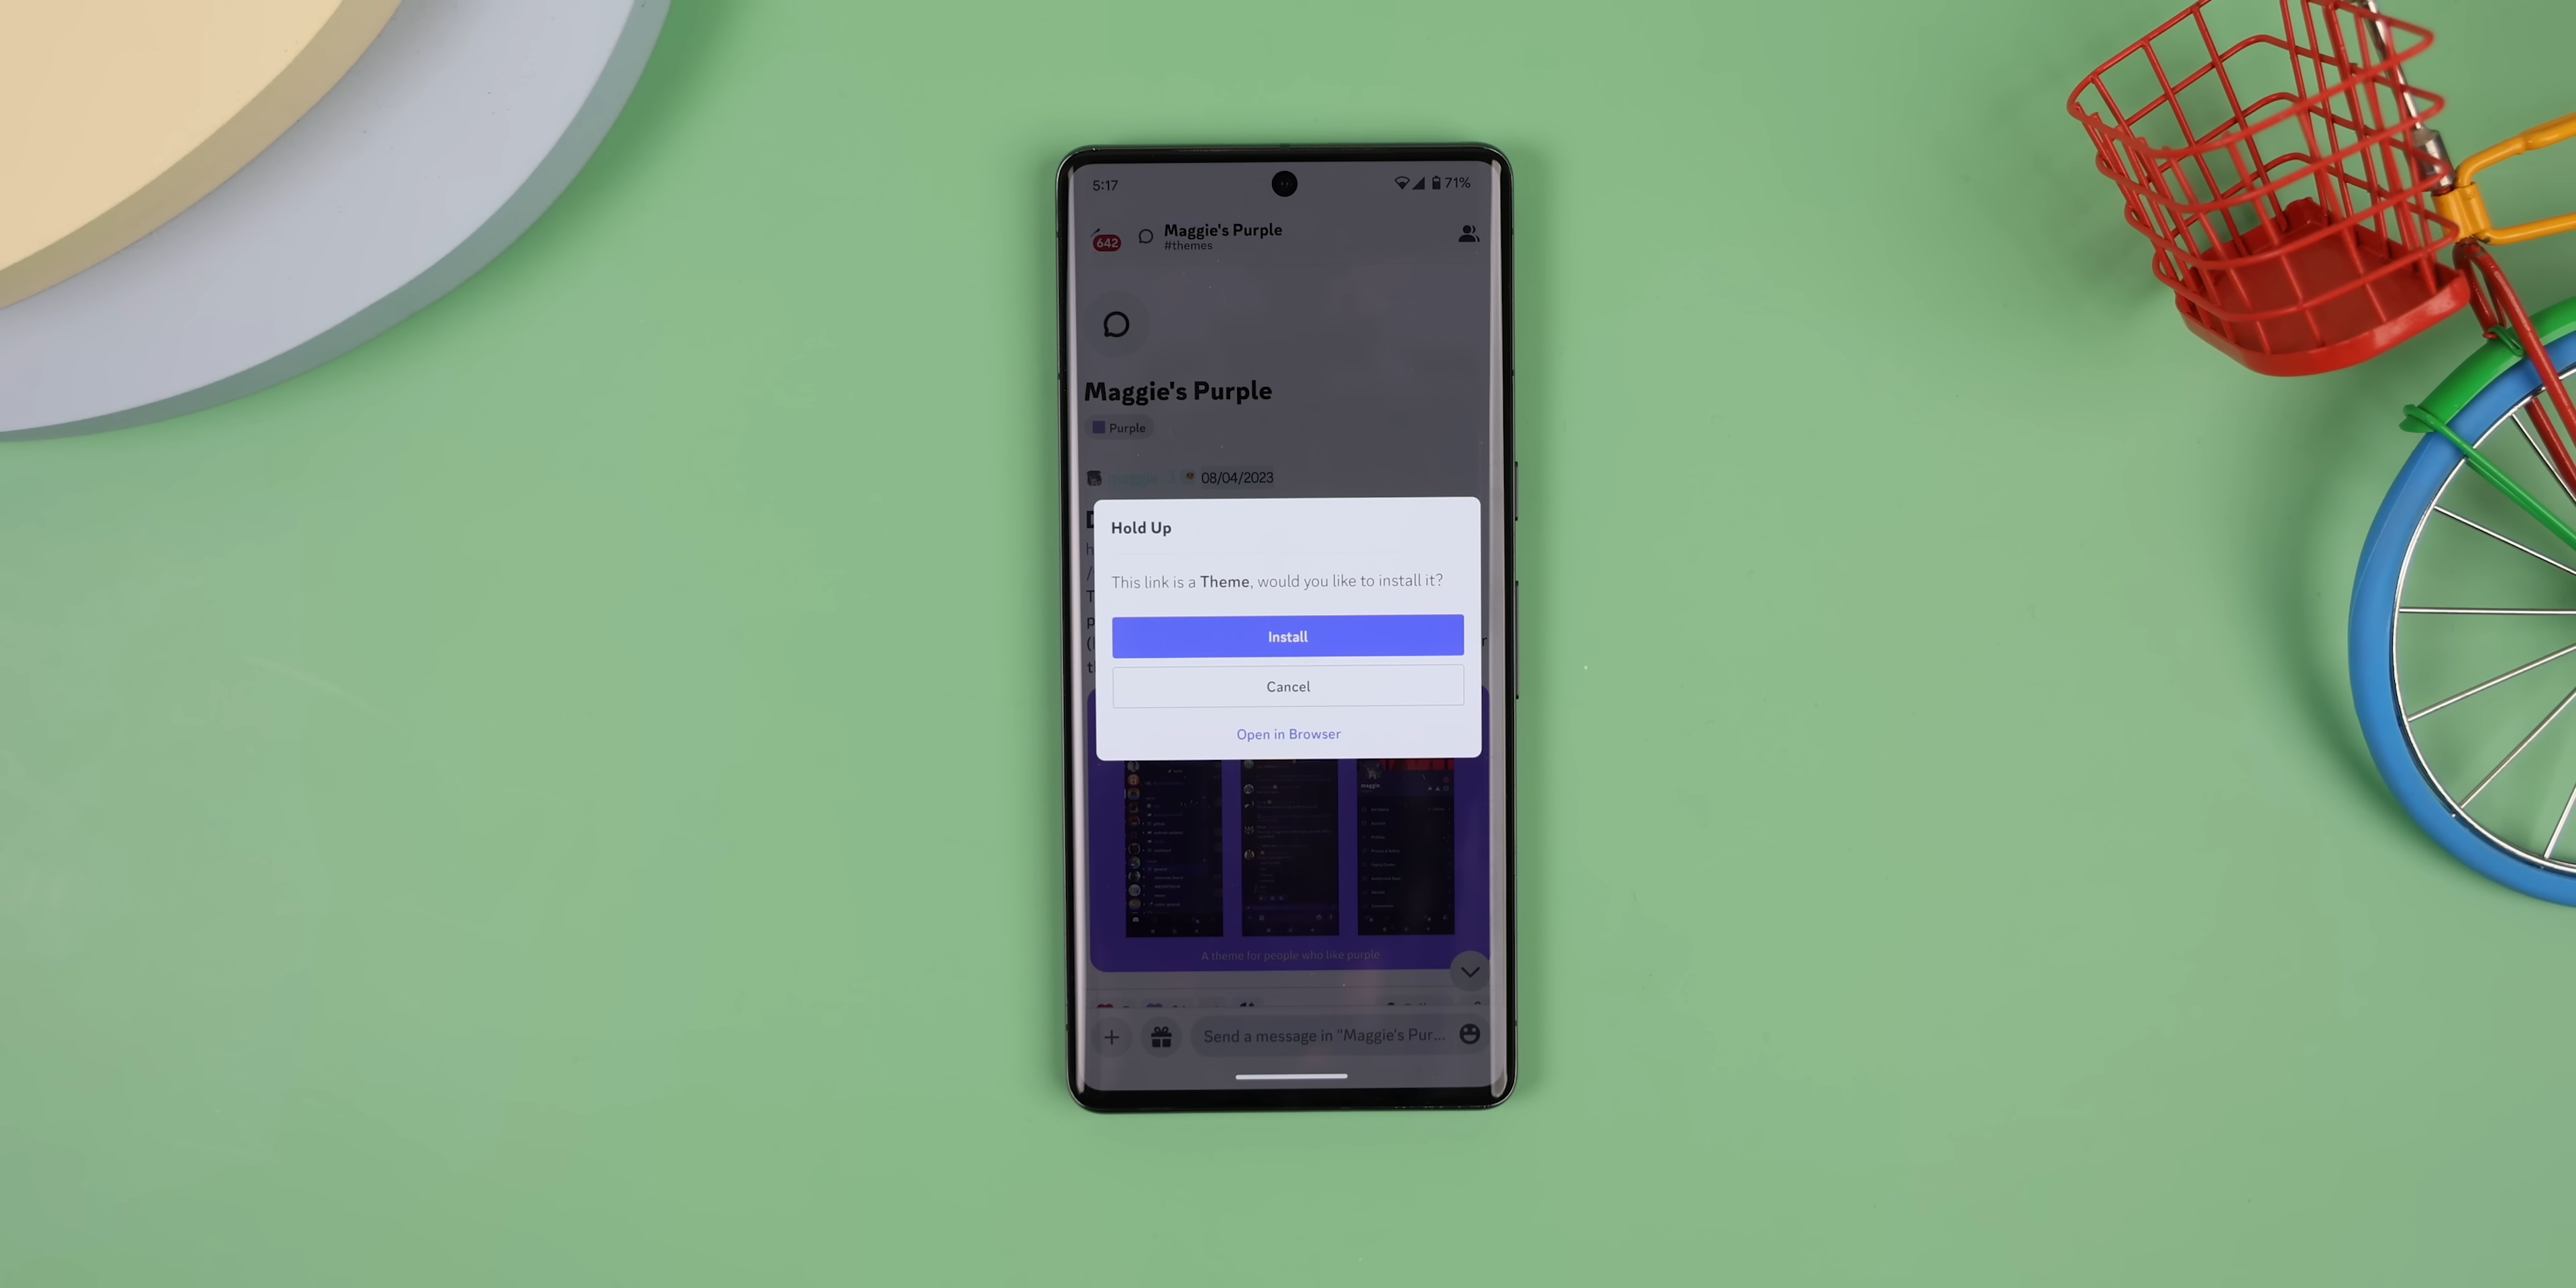 5:17
71%
642
Maggie's Purple
#themes
Maggie's Purple
Purple
08/04/2023
Hold Up
This link is a Theme, would you like to install it?
Install
Cancel
Open in Browser
maggie
A theme for people who like purple
Send a message in "Maggie's Pur...